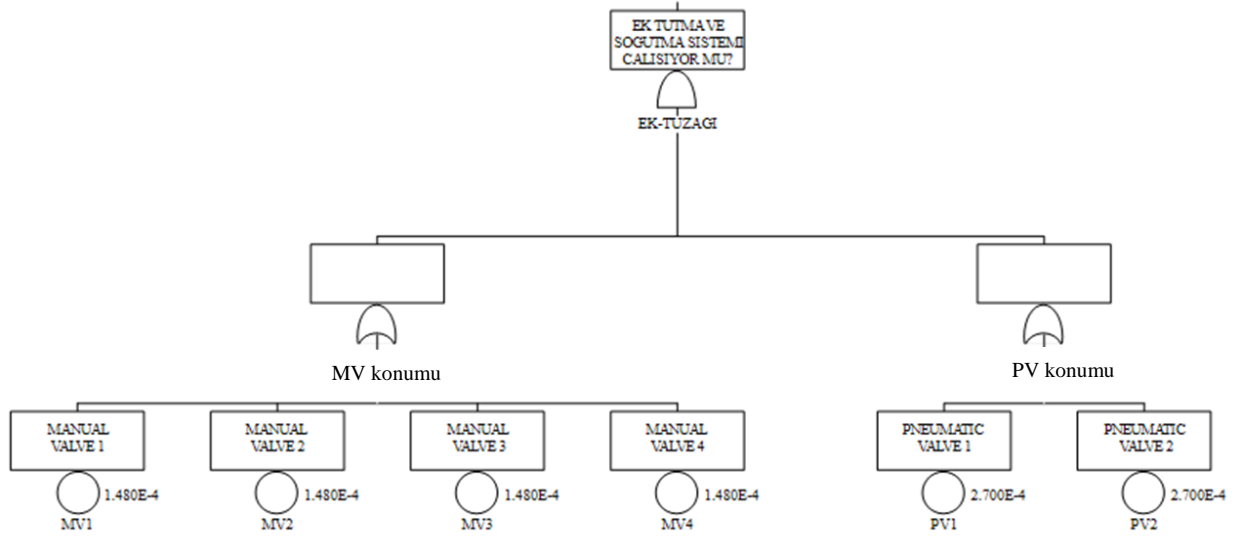 EK TUTMA VE
SOGUTMA SISTEMI
CALISIYOR MU?
EK-TUZAGI
MV konumu
PV konumu
MANUAL
VALVE 1
MANUAL
VALVE 2
MANUAL
VALVE 3
MANUAL
VALVE 4
PNEUMATIC
VALVE 1
PNEUMATIC
VALVE 2
1.480E-4
1.480E-4
1.480E-4
1.480E-4
2.700E-4
2.700E-4
MV1
MV2
MV3
MV4
PV1
PV2